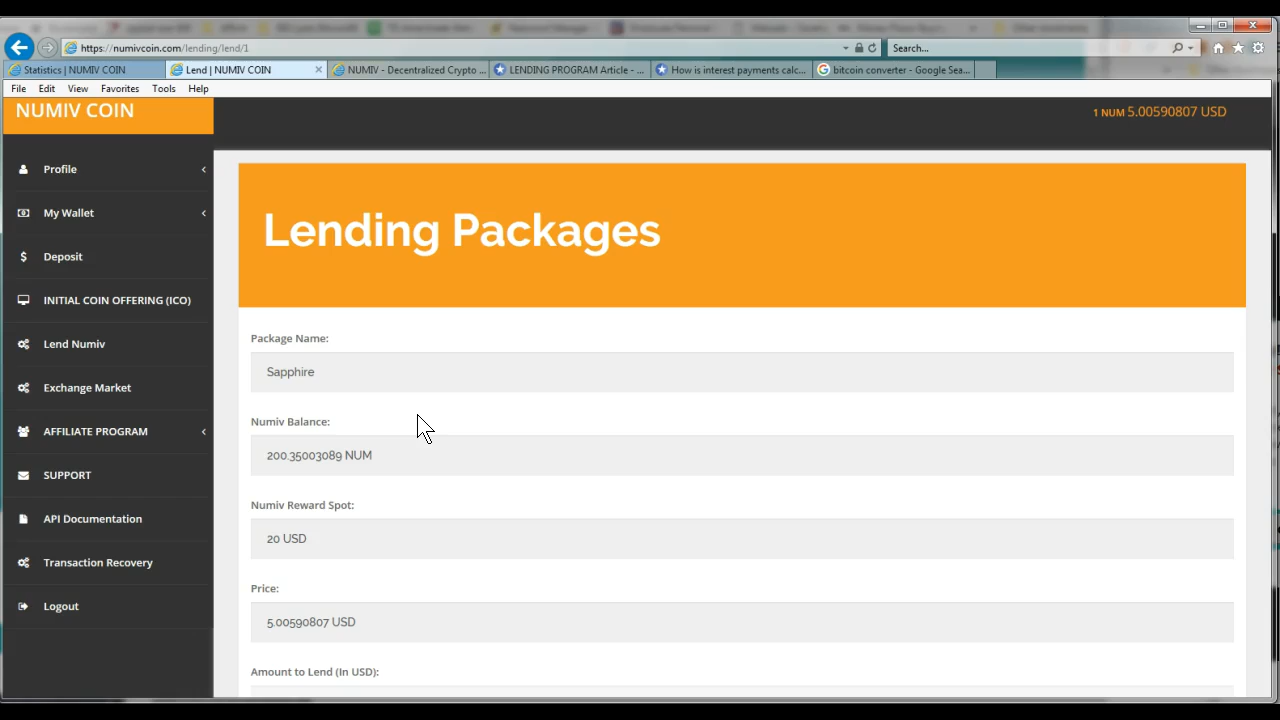 https://numivcoin.com/lending/lend/1
Search...
Statistics | NUMIV COIN
Lend | NUMIV COIN
NUMIV - Decentralized Crypto ...
LENDING PROGRAM Article - ...
How is interest payments calc...
bitcoin converter - Google Sea...
File Edit View Favorites Tools Help
NUMIV COIN
1 NUM 5.00590807 USD
Profile
My Wallet
Deposit
INITIAL COIN OFFERING (ICO)
Lend Numiv
Exchange Market
AFFILIATE PROGRAM
SUPPORT
API Documentation
Transaction Recovery
Logout
Lending Packages
Package Name:
Sapphire
Numiv Balance:
200.35003089 NUM
Numiv Reward Spot:
20 USD
Price:
5.00590807 USD
Amount to Lend (In USD):